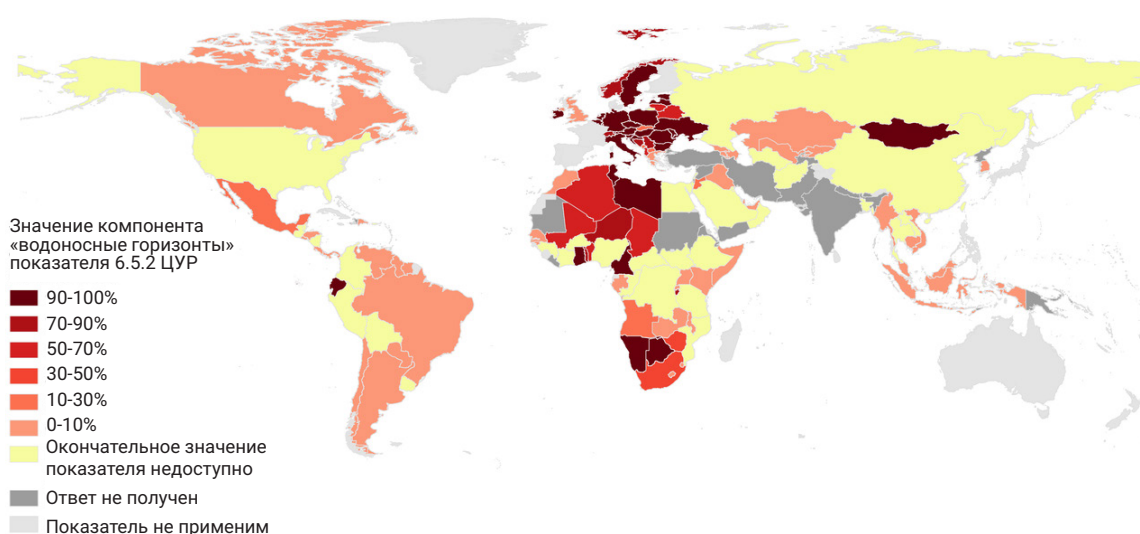 Значение компонента
«водоносные горизонты»
показателя 6.5.2 ЦУР
90-100%
70-90%
50-70%
30-50%
10-30%
0-10%
Окончательное значение
показателя недоступно
Ответ не получен
Показатель не применим